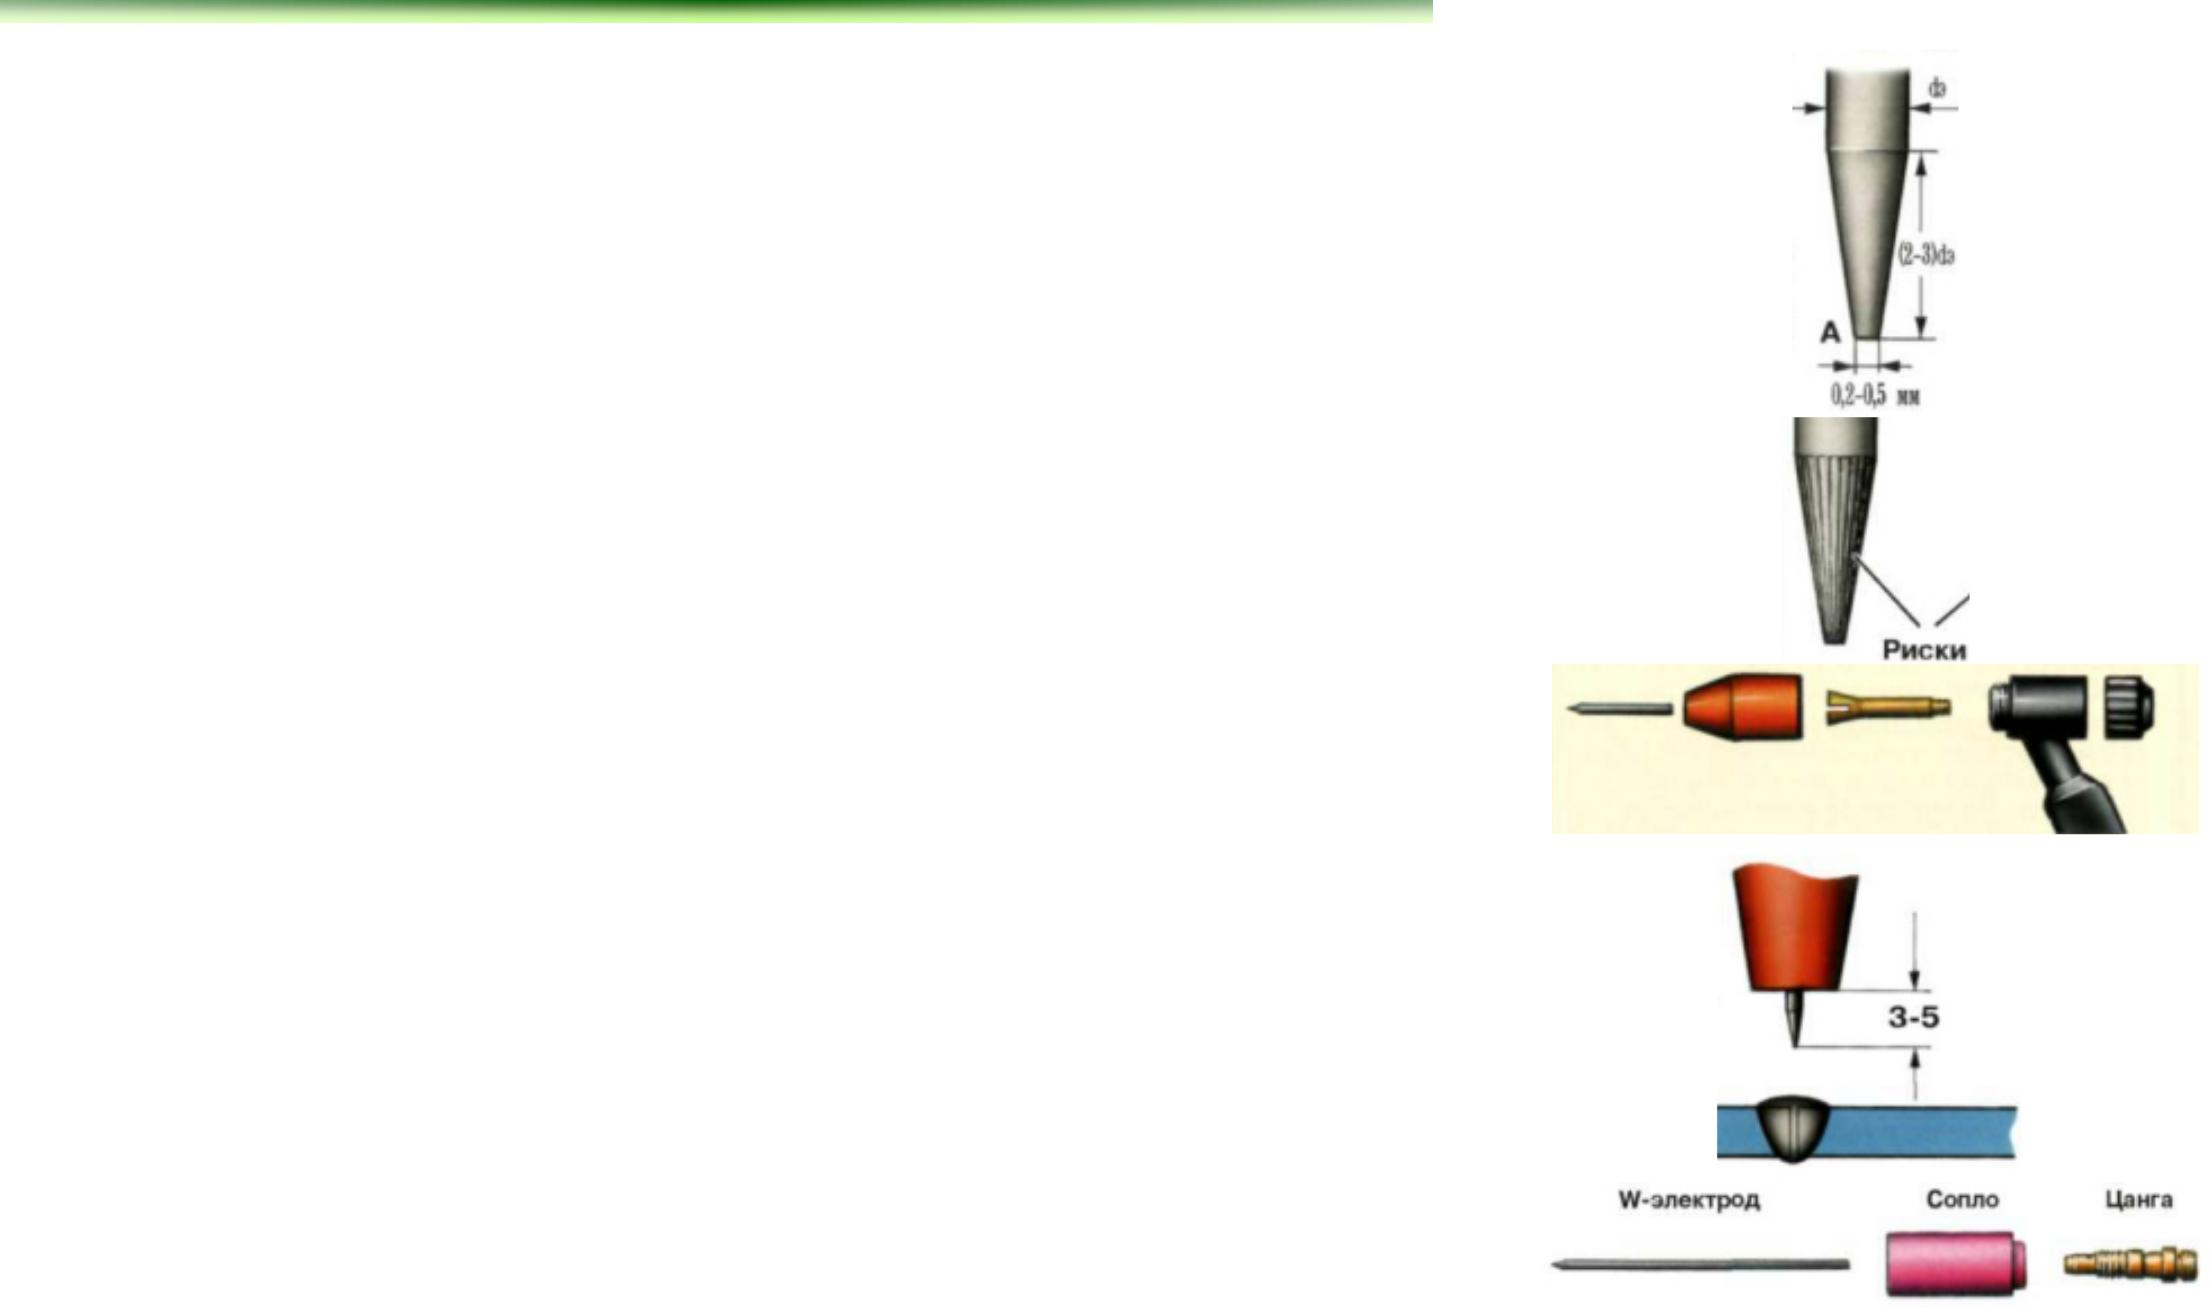 dэ
(2-3)dэ
А
0,2-0,5 мм
Риски
3-5
W-электрод Сопло Цанга